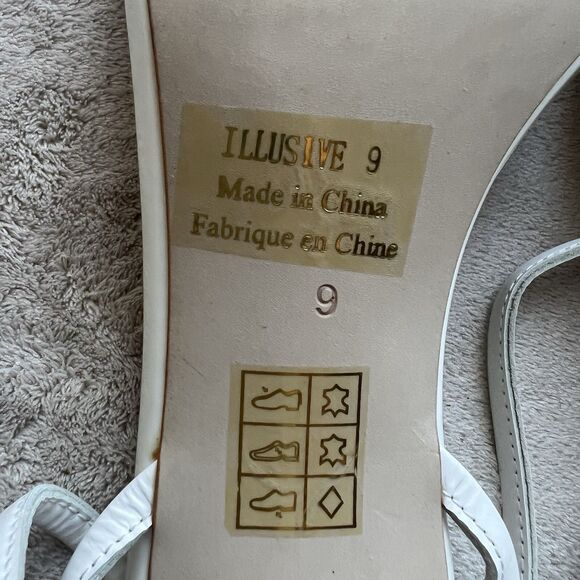 ILLUSIVE 9
Made in China
Fabrique en Chine
9